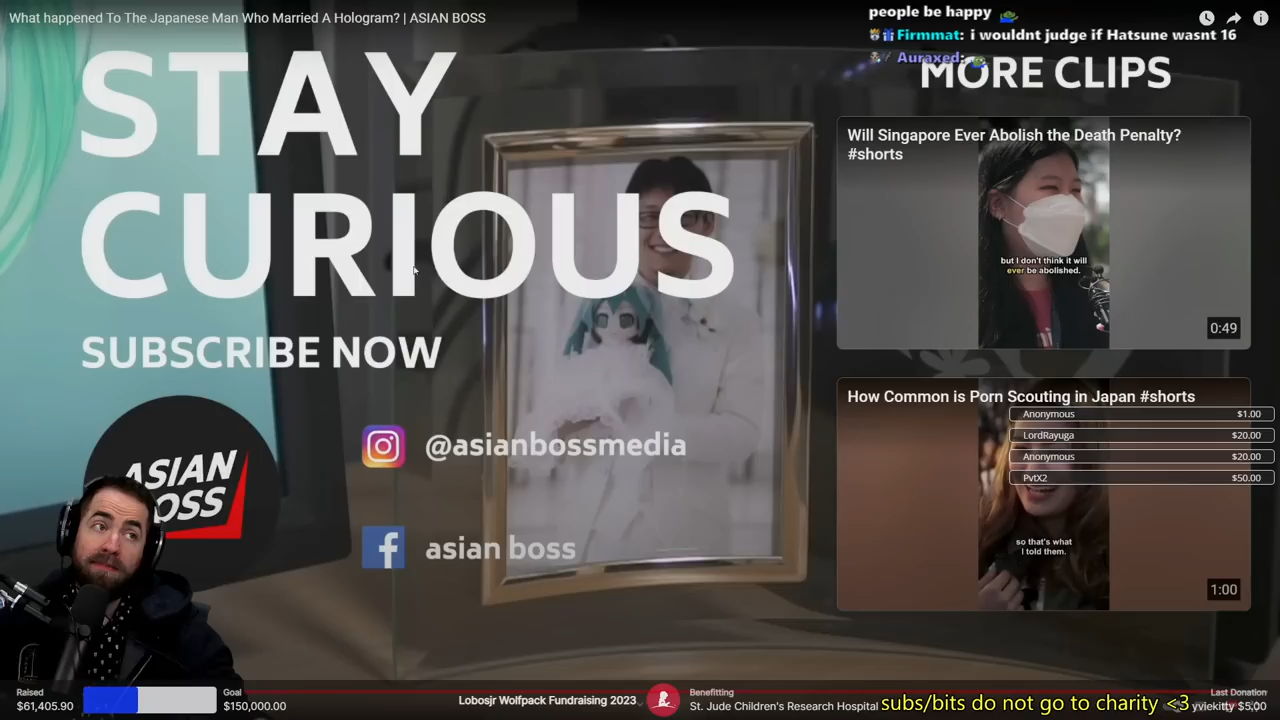 What happened To The Japanese Man Who Married A Hologram? | ASIAN BOSS
people be happy
Firmmat: i wouldnt judge if Hatsune wasnt 16
Auraxed:
STAY
CURIOUS
SUBSCRIBE NOW
ASIAN
BOSS
@asianbossmedia
asian boss
MORE CLIPS
Will Singapore Ever Abolish the Death Penalty?
#shorts
but I don't think it will
ever be abolished.
0:49
How Common is Porn Scouting in Japan #shorts
Anonymous $1.00
LordRayuga $20.00
Anonymous $20.00
PvtX2 $50.00
so that's what
I told them.
1:00
Raised
$61,405.90
Goal
$150,000.00
Lobosjr Wolfpack Fundraising 2023
Benefitting
St. Jude Children's Research Hospital
subs/bits do not go to charity <3
Last Donation
yviekitty $5.00